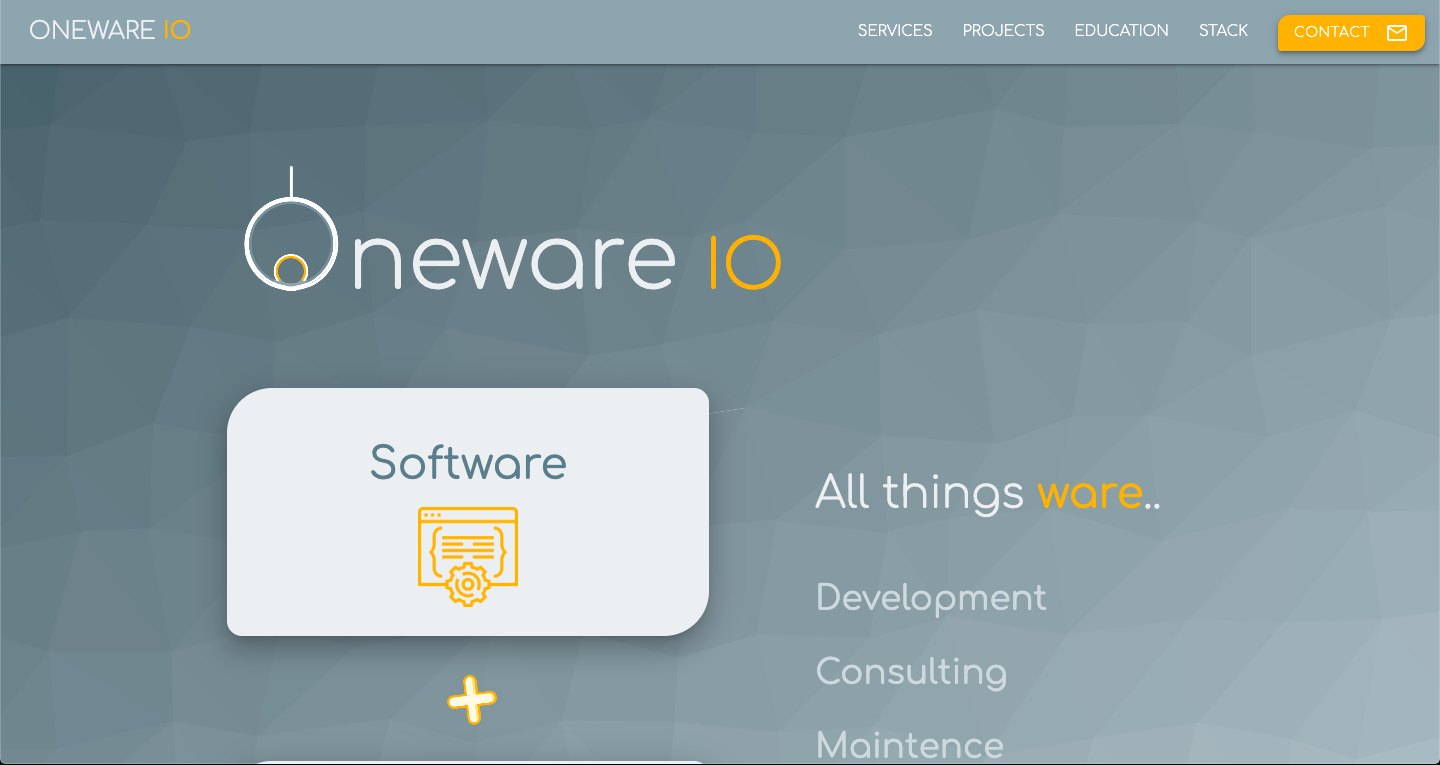 ONEWARE IO
SERVICES PROJECTS EDUCATION STACK CONTACT
Oneware IO
Software
All things ware..
Development
Consulting
Maintence